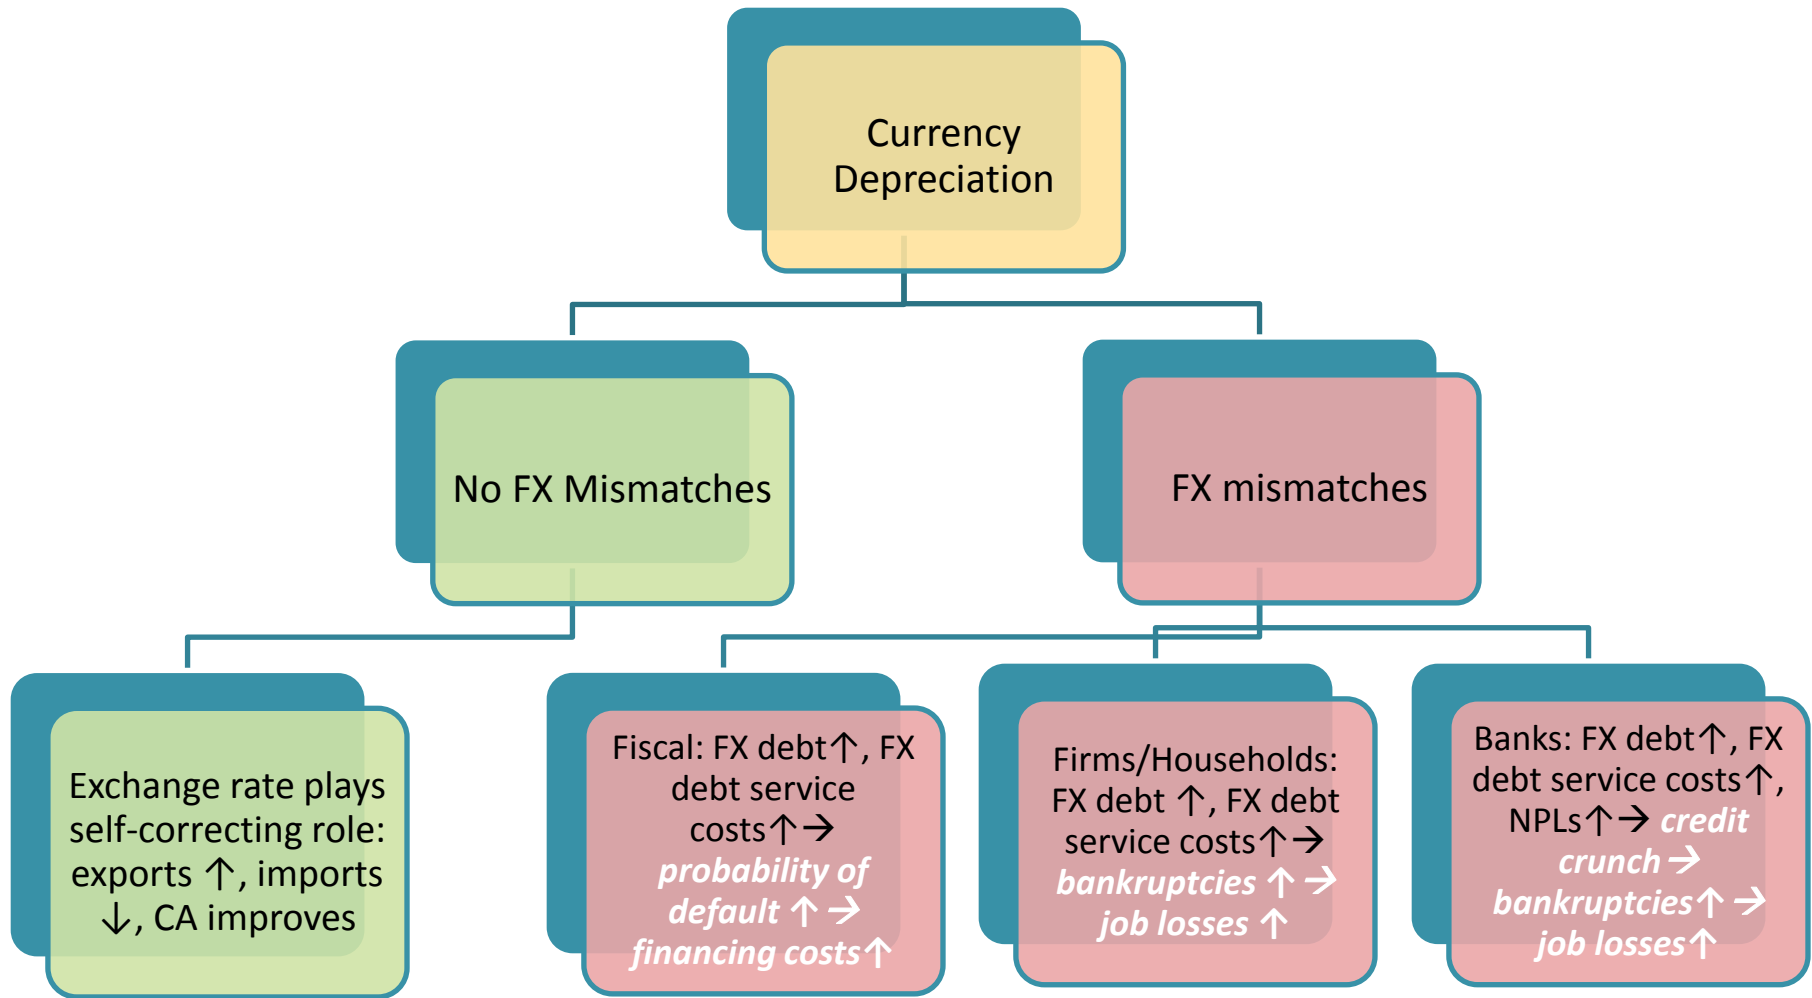 Currency
Depreciation
No FX Mismatches
FX mismatches
Exchange rate plays
self-correcting role:
exports ↑, imports
↓, CA improves
Fiscal: FX debt↑, FX
debt service
costs↑→
probability of
default ↑→
financing costs↑
Firms/Households:
FX debt ↑, FX debt
service costs↑→
bankruptcies ↑→
job losses ↑
Banks: FX debt↑, FX
debt service costs↑,
NPLs↑→ credit
crunch→
bankruptcies↑→
job losses↑